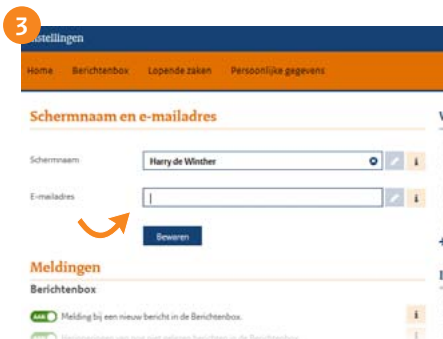 3
Instellingen
Home Berichtenbox Lopende zaken Persoonlijke gegevens
Schermnaam en e-mailadres
Schermnaam Harry de Winther i
E-mailadres i
Bewaren
Meldingen
Berichtenbox
AAN Melding bij een nieuw bericht in de Berichtenbox. i